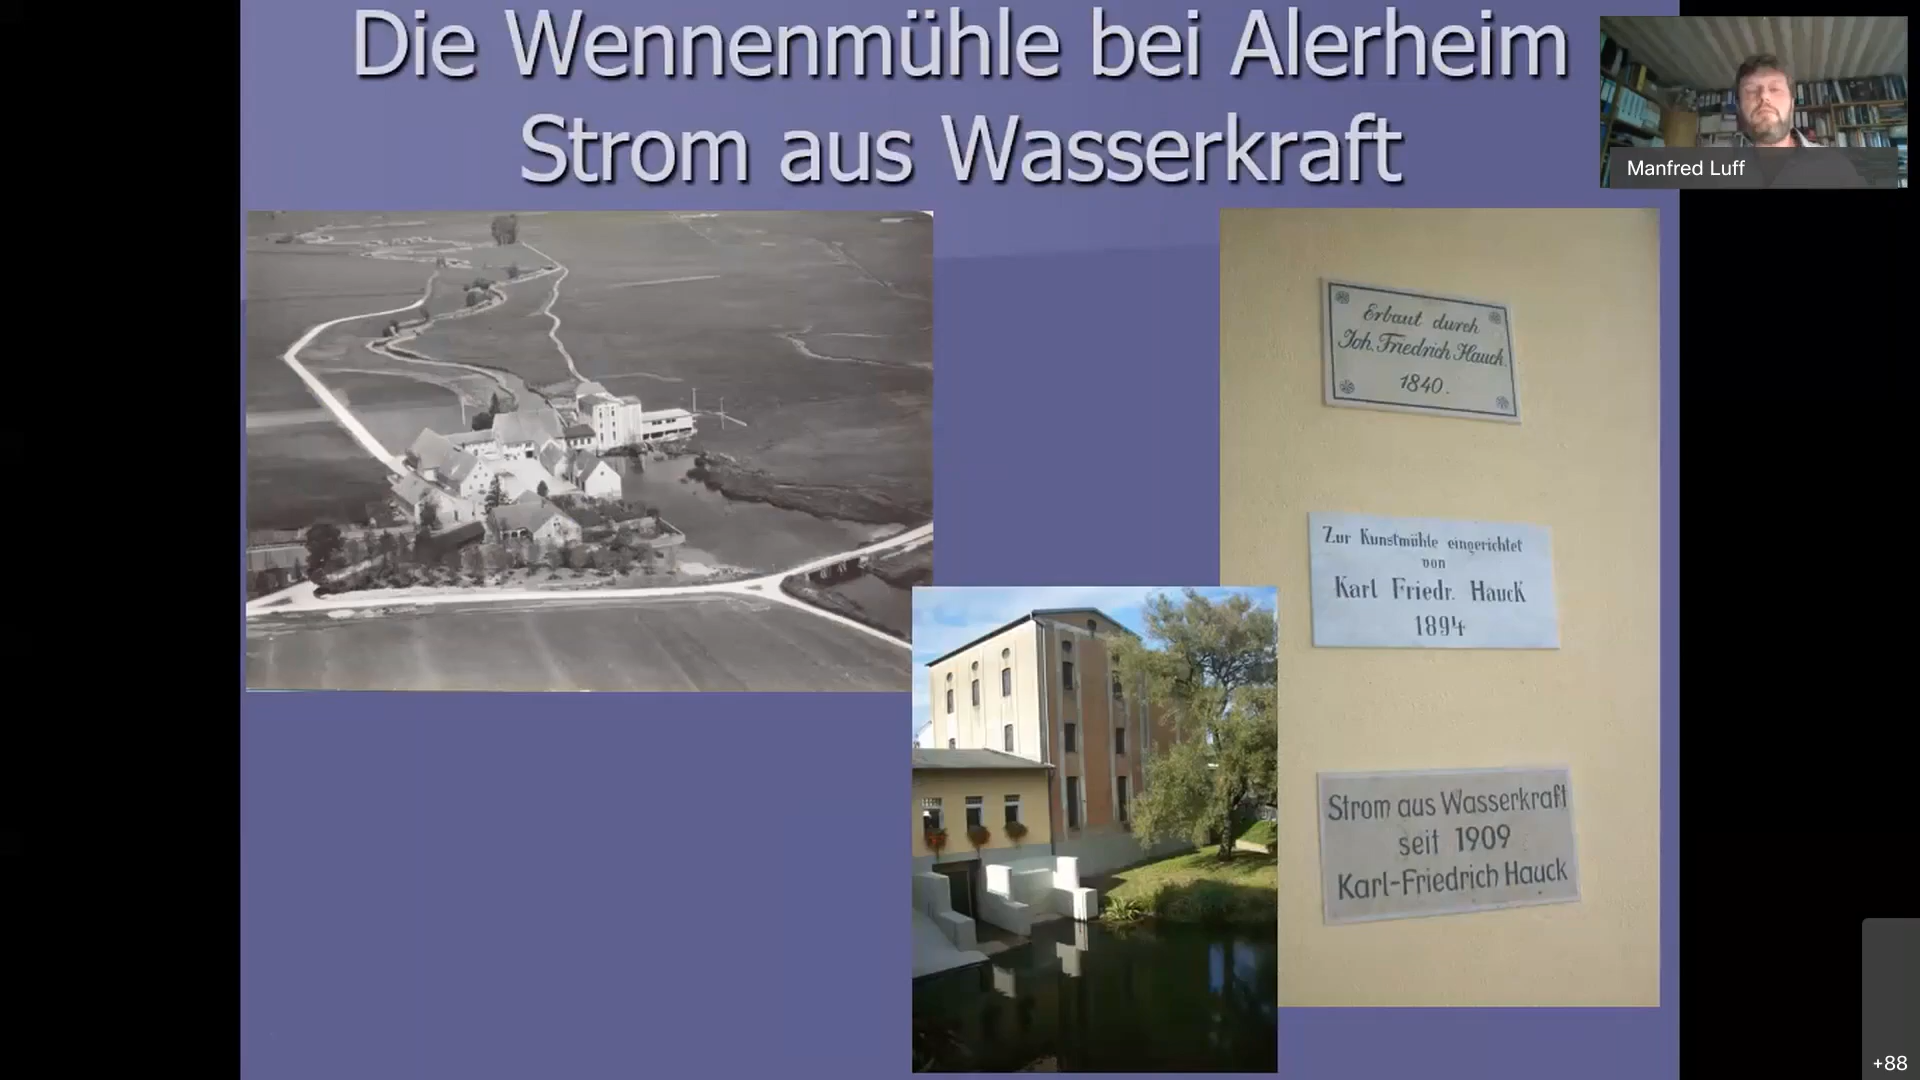 Die Wennenmühle bei Alerheim
Strom aus Wasserkraft
Manfred Luff
Erbaut durch
Joh. Friedrich Hauck.
1840.
Zur Kunstmühle eingerichtet
von
Karl Friedr. Hauck
1894
Strom aus Wasserkraft
seit 1909
Karl-Friedrich Hauck
+88